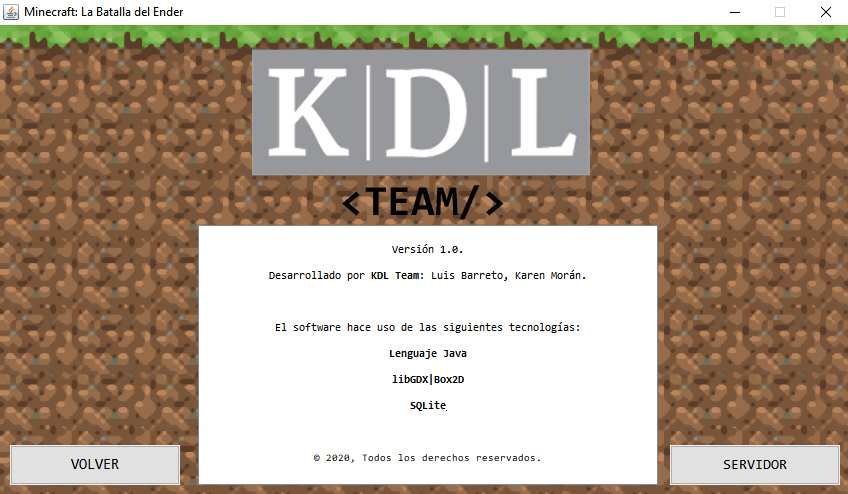 Minecraft: La Batalla del Ender
K|D|L
<TEAM/>
Versión 1.0.
Desarrollado por KDL Team: Luis Barreto, Karen Morán.
El software hace uso de las siguientes tecnologías:
Lenguaje Java
libGDX|Box2D
SQLite.
© 2020, Todos los derechos reservados.
VOLVER
SERVIDOR